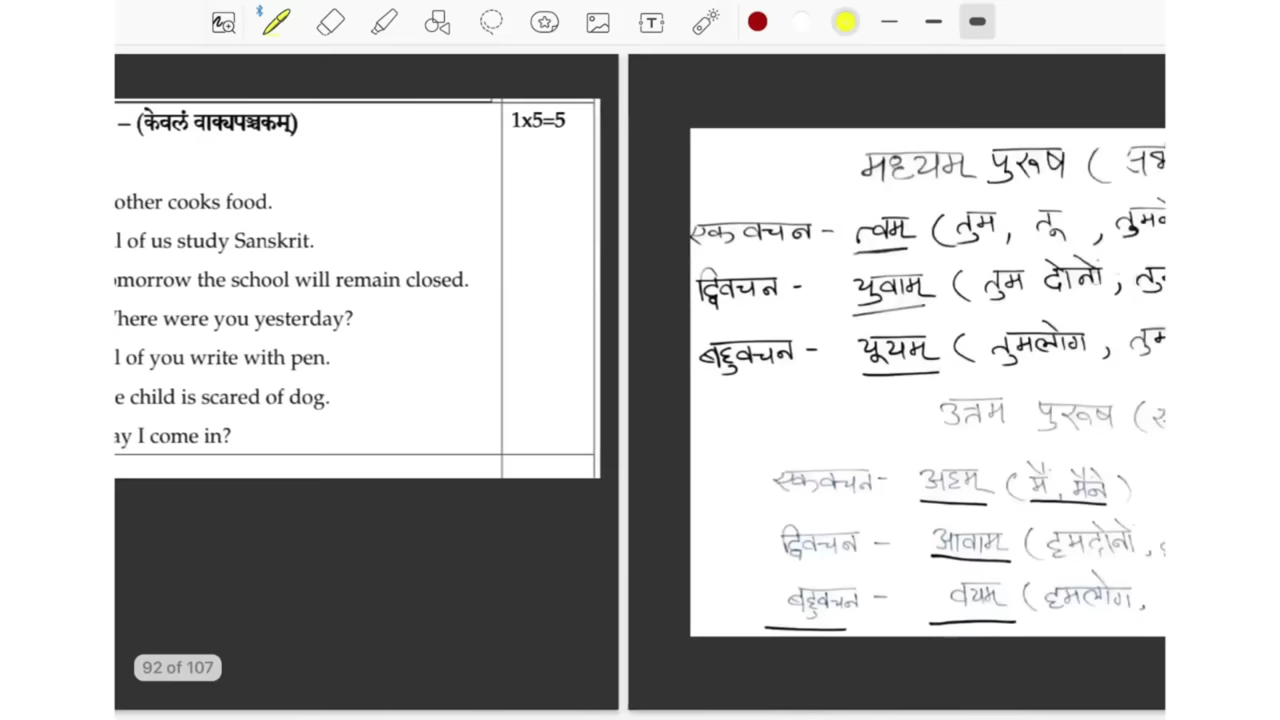 – (केवलं वाक्यपञ्चकम्)
1x5=5
other cooks food.
l of us study Sanskrit.
omorrow the school will remain closed.
here were you yesterday?
l of you write with pen.
e child is scared of dog.
ay I come in?
92 of 107
मध्यम पुरूष (
एकवचन - त्वम् (तुम, तू , तुमने
द्विवचन - युवाम् ( तुम दोनों , तु
बहुवचन - यूयम् ( तुमलोग , तुम
उत्तम पुरूष (
एकवचन - अहम् ( मैं , मैंने )
द्विवचन - आवाम् ( हमदोनों ,
बहुवचन - वयम् ( हमलोग ,